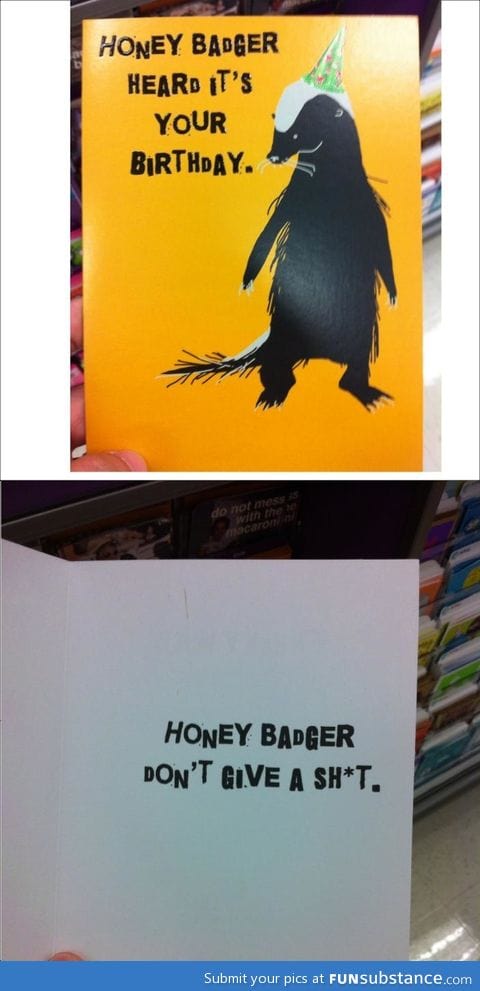 HONEY BADGER
HEARD IT'S
YOUR
BIRTHDAY.
do not mess
with the
macaroni
HONEY BADGER
DON'T GIVE A SH*T.
Submit your pics at FUNsubstance.com